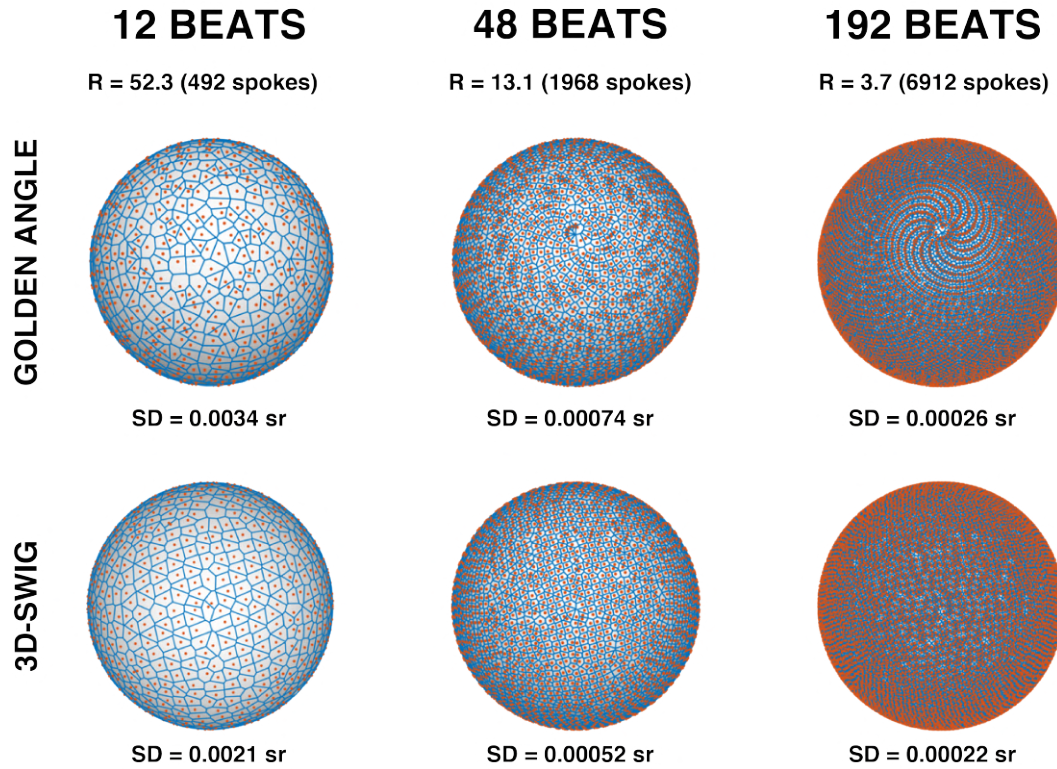 12 BEATS
48 BEATS
192 BEATS
R = 52.3 (492 spokes)
R = 13.1 (1968 spokes)
R = 3.7 (6912 spokes)
GOLDEN ANGLE
SD = 0.0034 sr
SD = 0.00074 sr
SD = 0.00026 sr
3D-SWIG
SD = 0.0021 sr
SD = 0.00052 sr
SD = 0.00022 sr